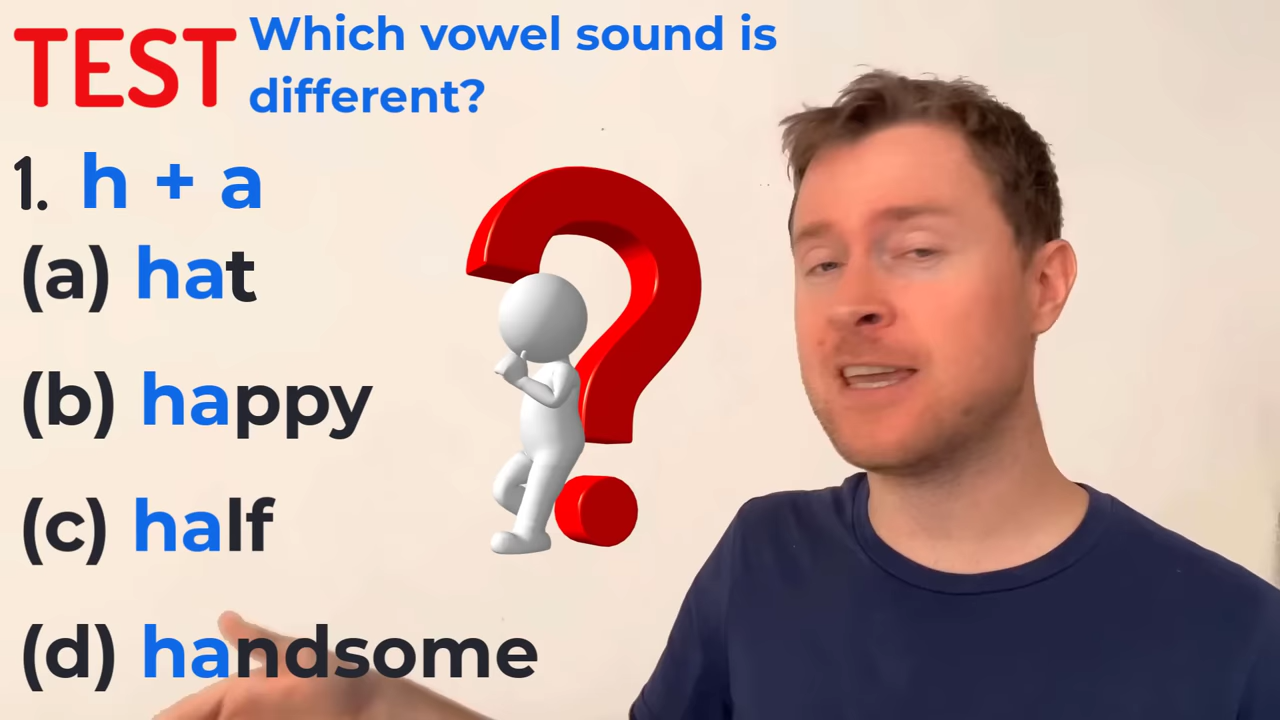 TEST Which vowel sound is
different?
1. h + a
(a) hat
(b) happy
(c) half
(d) handsome